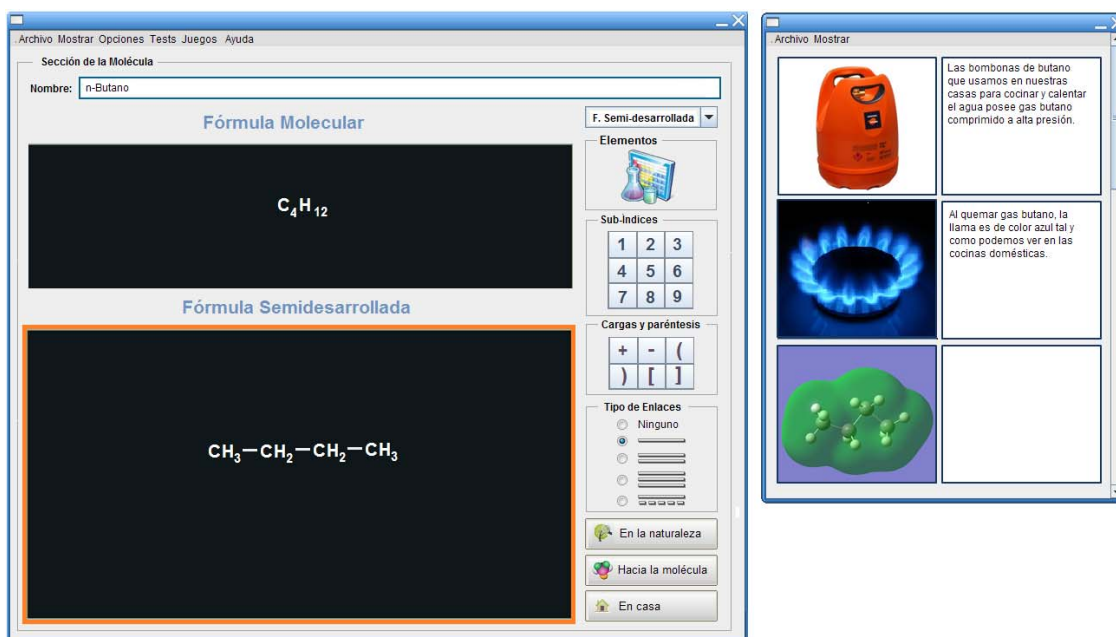 Archivo Mostrar Opciones Tests Juegos Ayuda
Sección de la Molécula
Nombre: n-Butano
Fórmula Molecular
C₄H₁₂
Fórmula Semidesarrollada
CH₃—CH₂—CH₂—CH₃
F. Semi-desarrollada
Elementos
Sub-Indices
1 2 3
4 5 6
7 8 9
Cargas y paréntesis
+ - (
) [ ]
Tipo de Enlaces
Ninguno
En la naturaleza
Hacia la molécula
En casa
Archivo Mostrar
Las bombonas de butano
que usamos en nuestras
casas para cocinar y calentar
el agua posee gas butano
comprimido a alta presión.
Al quemar gas butano, la
llama es de color azul tal y
como podemos ver en las
cocinas domésticas.